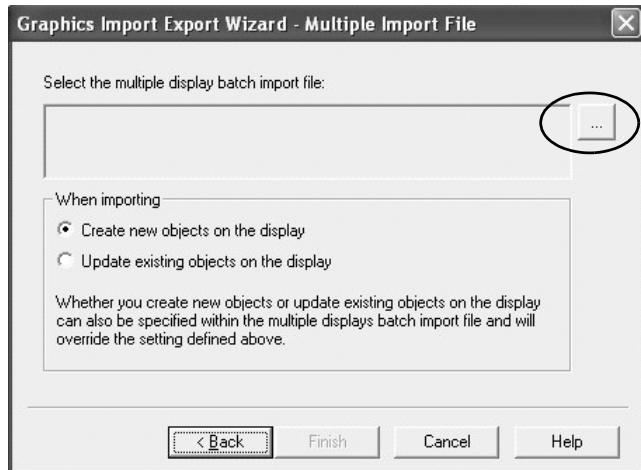 Graphics Import Export Wizard - Multiple Import File
Select the multiple display batch import file:
...
When importing
Create new objects on the display
Update existing objects on the display
Whether you create new objects or update existing objects on the display
can also be specified within the multiple displays batch import file and will
override the setting defined above.
< Back
Finish
Cancel
Help